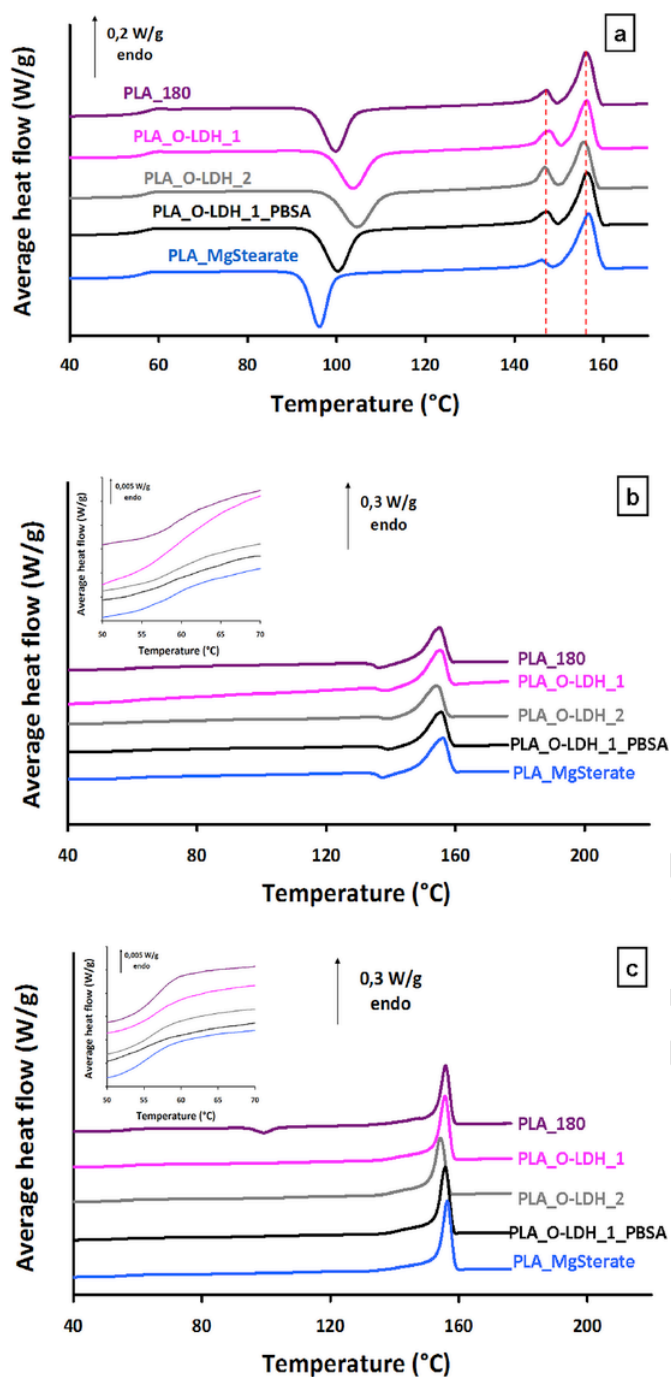 a
0,2 W/g
endo
Average heat flow (W/g)
PLA_180
PLA_O-LDH_1
PLA_O-LDH_2
PLA_O-LDH_1_PBSA
PLA_MgStearate
40 60 80 100 120 140 160
Temperature (°C)
b
0,005 W/g
endo
Average heat flow (W/g)
50 55 60 65 70
Temperature (°C)
0,3 W/g
endo
Average heat flow (W/g)
PLA_180
PLA_O-LDH_1
PLA_O-LDH_2
PLA_O-LDH_1_PBSA
PLA_MgSterate
40 80 120 160 200
Temperature (°C)
c
0,005 W/g
endo
Average heat flow (W/g)
50 55 60 65 70
Temperature (°C)
0,3 W/g
endo
Average heat flow (W/g)
PLA_180
PLA_O-LDH_1
PLA_O-LDH_2
PLA_O-LDH_1_PBSA
PLA_MgSterate
40 80 120 160 200
Temperature (°C)